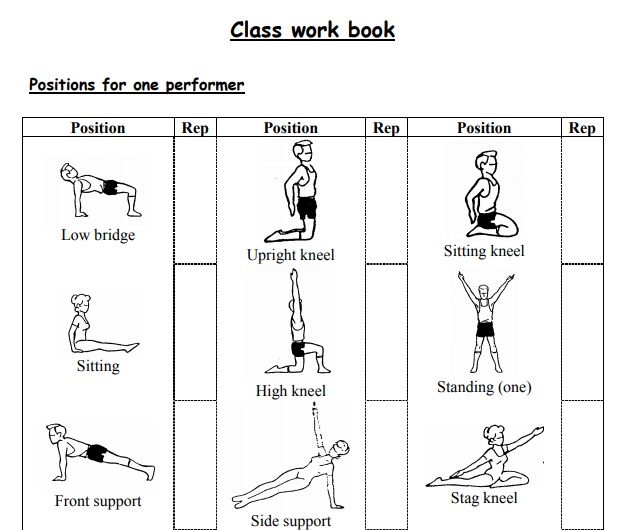 Class work book
Positions for one performer
Position Rep Position Rep Position Rep
Low bridge
Upright kneel
Sitting kneel
Sitting
High kneel
Standing (one)
Front support
Side support
Stag kneel